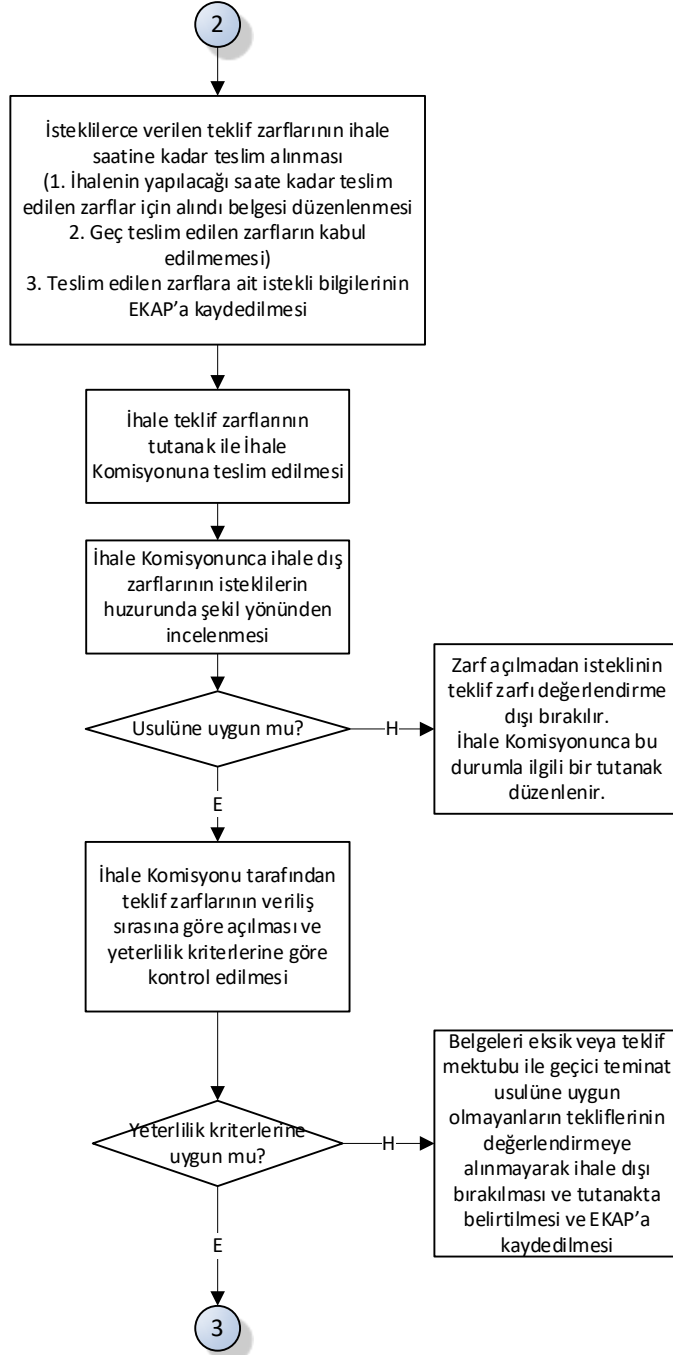 2
İsteklilerce verilen teklif zarflarının ihale
saatine kadar teslim alınması
(1. İhalenin yapılacağı saate kadar teslim
edilen zarflar için alındı belgesi düzenlenmesi
2. Geç teslim edilen zarfların kabul
edilmemesi)
3. Teslim edilen zarflara ait istekli bilgilerinin
EKAP’a kaydedilmesi
İhale teklif zarflarının
tutanak ile İhale
Komisyonuna teslim edilmesi
İhale Komisyonunca ihale dış
zarflarının isteklilerin
huzurunda şekil yönünden
incelenmesi
Usulüne uygun mu?
H
Zarf açılmadan isteklinin
teklif zarfı değerlendirme
dışı bırakılır.
İhale Komisyonunca bu
durumla ilgili bir tutanak
düzenlenir.
E
İhale Komisyonu tarafından
teklif zarflarının veriliş
sırasına göre açılması ve
yeterlilik kriterlerine göre
kontrol edilmesi
Yeterlilik kriterlerine
uygun mu?
H
Belgeleri eksik veya teklif
mektubu ile geçici teminat
usulüne uygun
olmayanların tekliflerinin
değerlendirmeye
alınmayarak ihale dışı
bırakılması ve tutanakta
belirtilmesi ve EKAP’a
kaydedilmesi
E
3